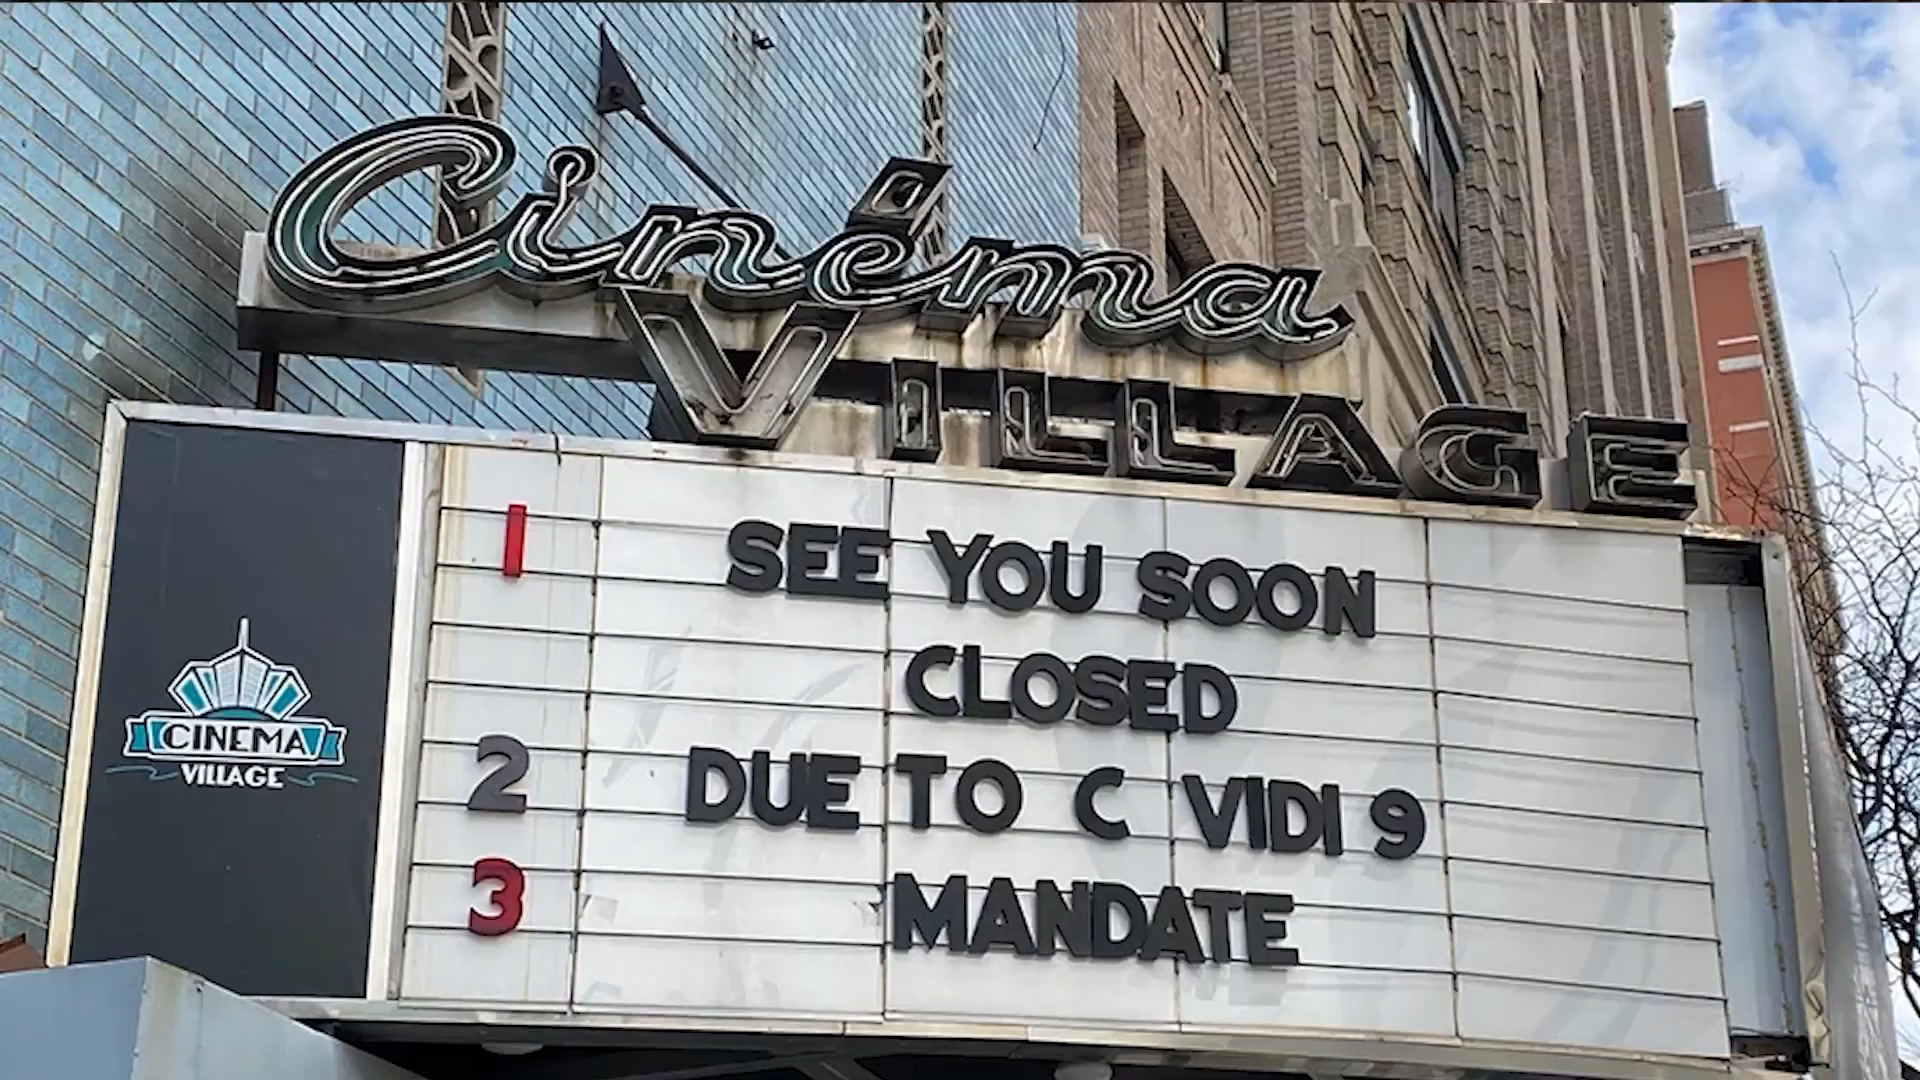 Cinéma
VILLAGE
1 SEE YOU SOON
CLOSED
2 DUE TO C VIDI 9
3 MANDATE
CINEMA
VILLAGE